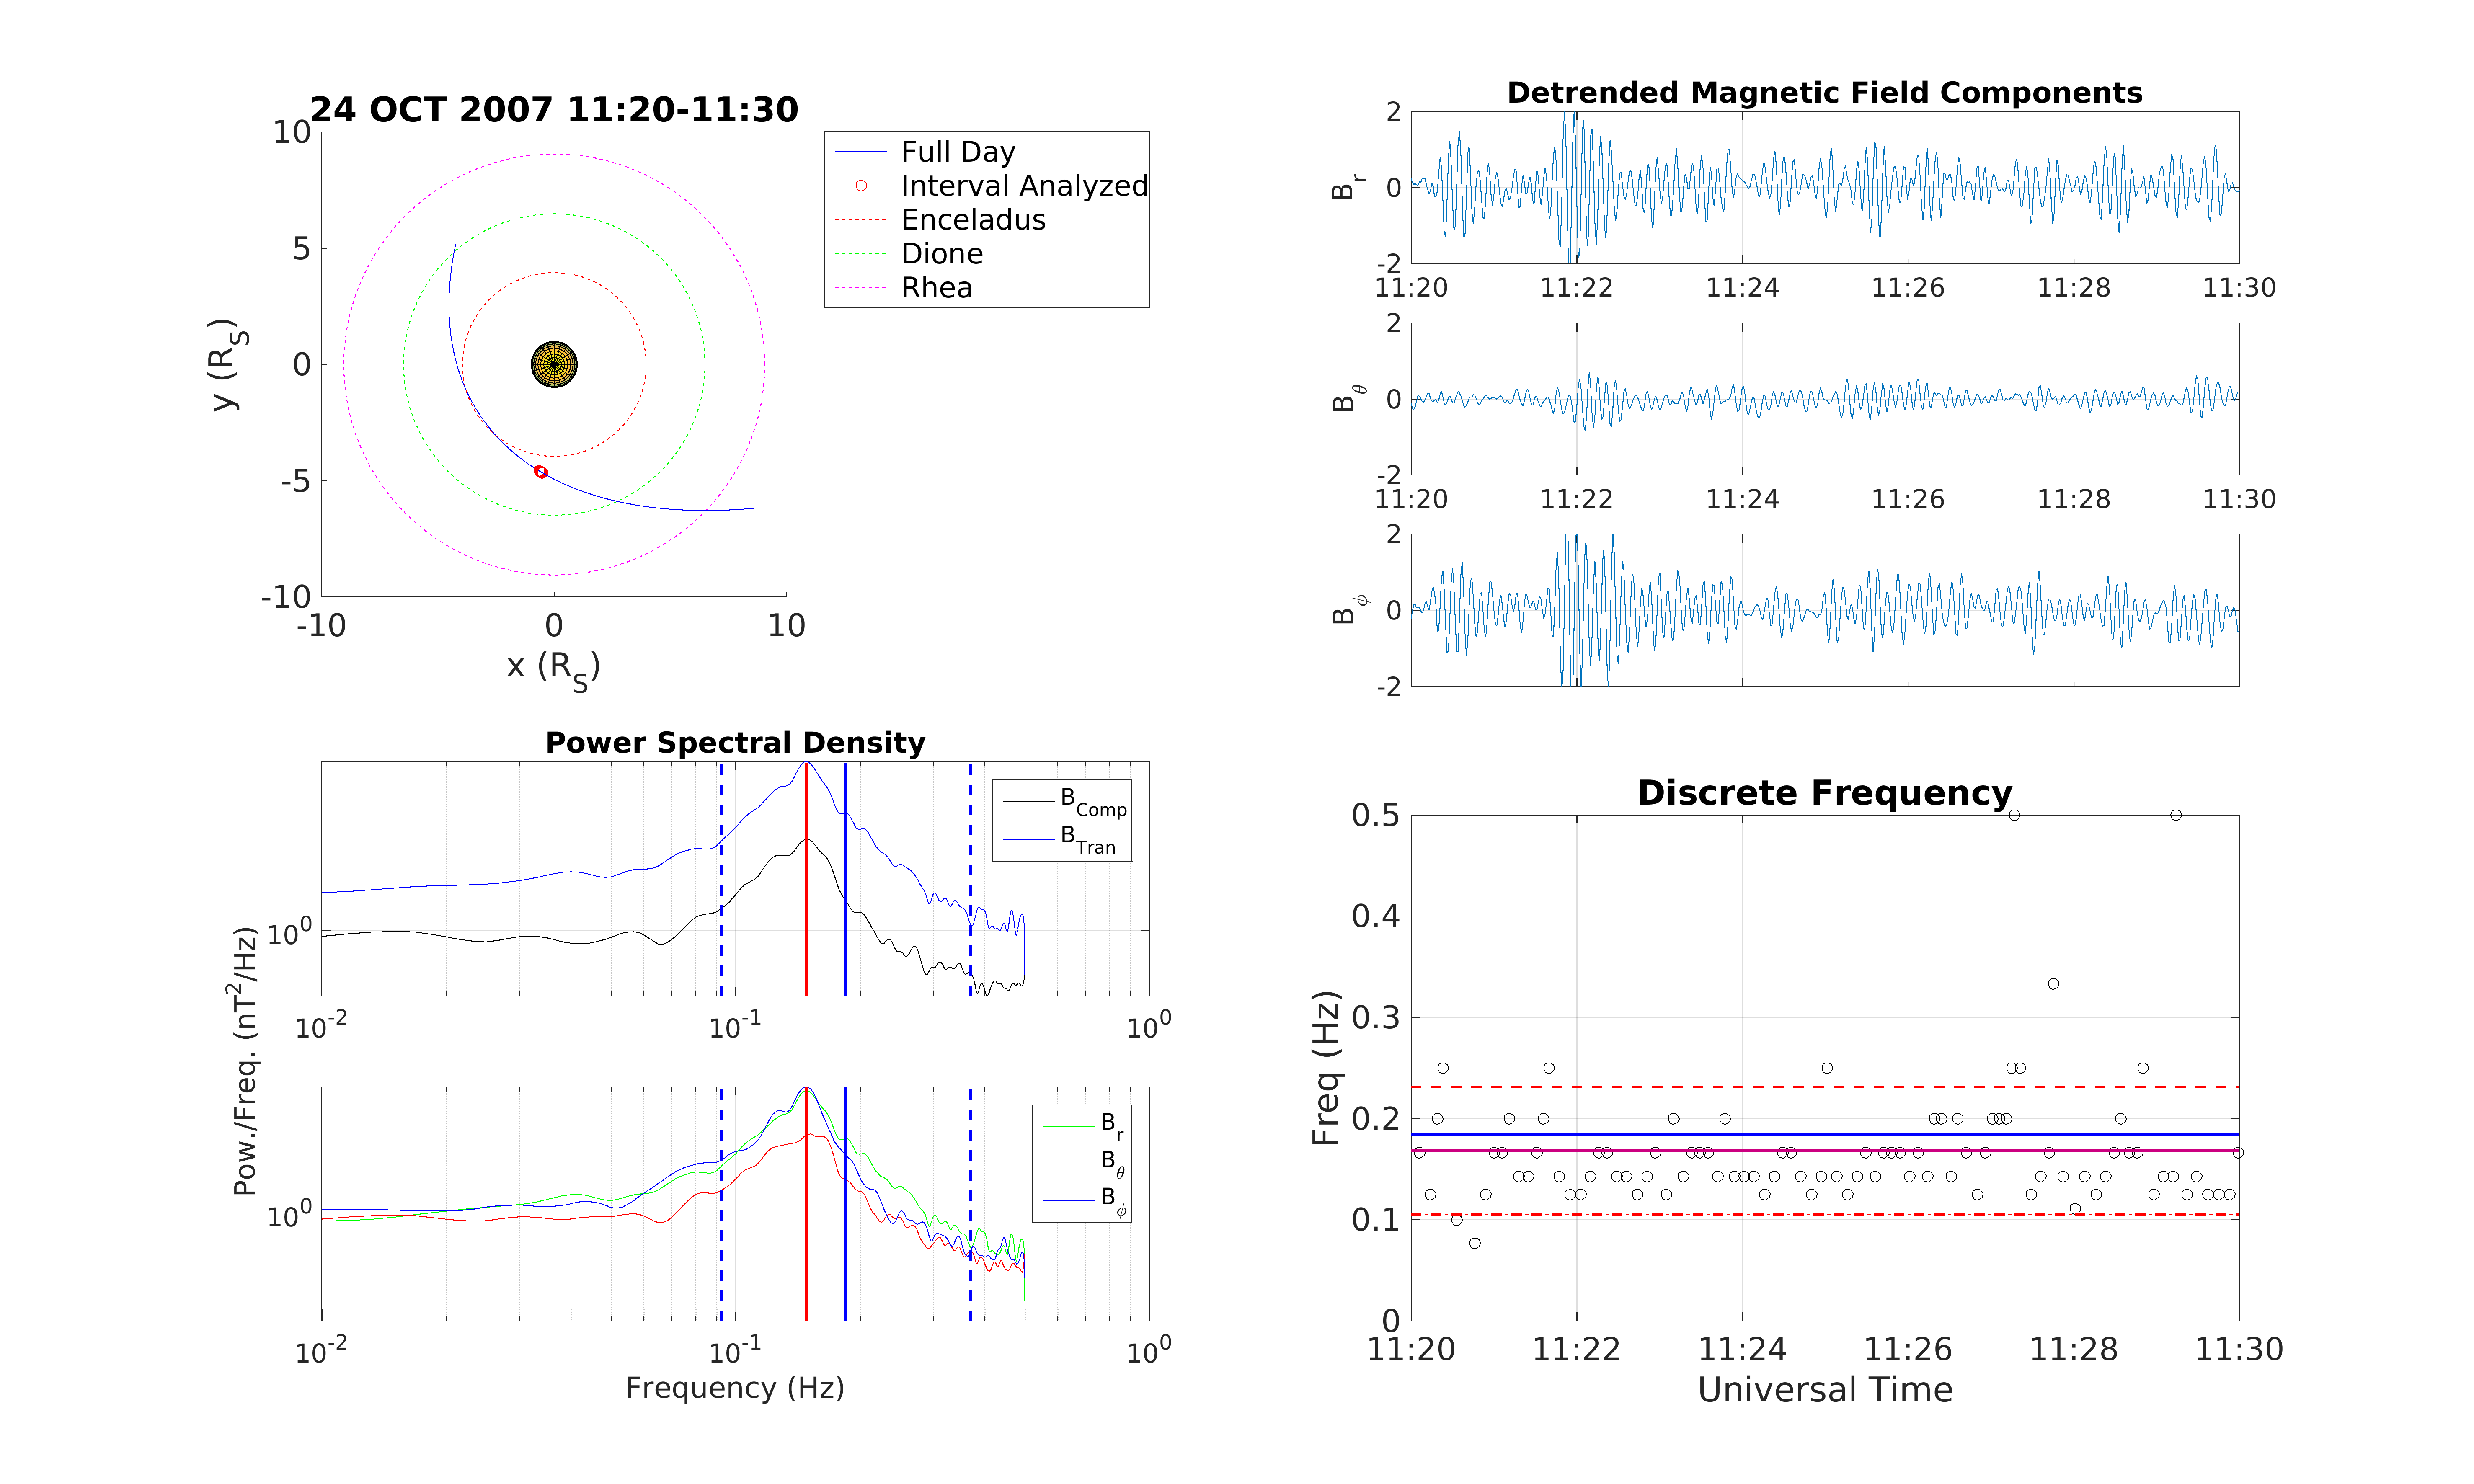 24 OCT 2007 11:20-11:30
10
5
0
-5
-10
-10
0
10
y (R_S)
x (R_S)
Full Day
Interval Analyzed
Enceladus
Dione
Rhea
Detrended Magnetic Field Components
2
0
-2
B_r
11:20
11:22
11:24
11:26
11:28
11:30
2
0
-2
B_θ
11:20
11:22
11:24
11:26
11:28
11:30
2
0
-2
B_ϕ
Power Spectral Density
B_Comp
B_Tran
10^0
10^-2
10^-1
10^0
Pow./Freq. (nT^2/Hz)
B_r
B_θ
B_ϕ
10^0
10^-2
10^-1
10^0
Frequency (Hz)
Discrete Frequency
0.5
0.4
0.3
0.2
0.1
0
Freq (Hz)
11:20
11:22
11:24
11:26
11:28
11:30
Universal Time